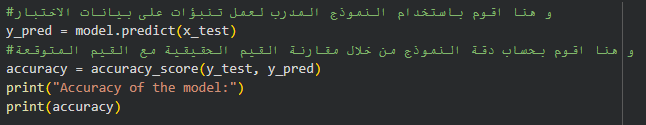 #و هنا اقوم باستخدام النموذج المدرب لعمل تنبؤات على بيانات الاختبار
y_pred = model.predict(x_test)
#و هنا اقوم بحساب دقة النموذج من خلال مقارنة القيم الحقيقية مع القيم المتوقعة
accuracy = accuracy_score(y_test, y_pred)
print("Accuracy of the model:")
print(accuracy)